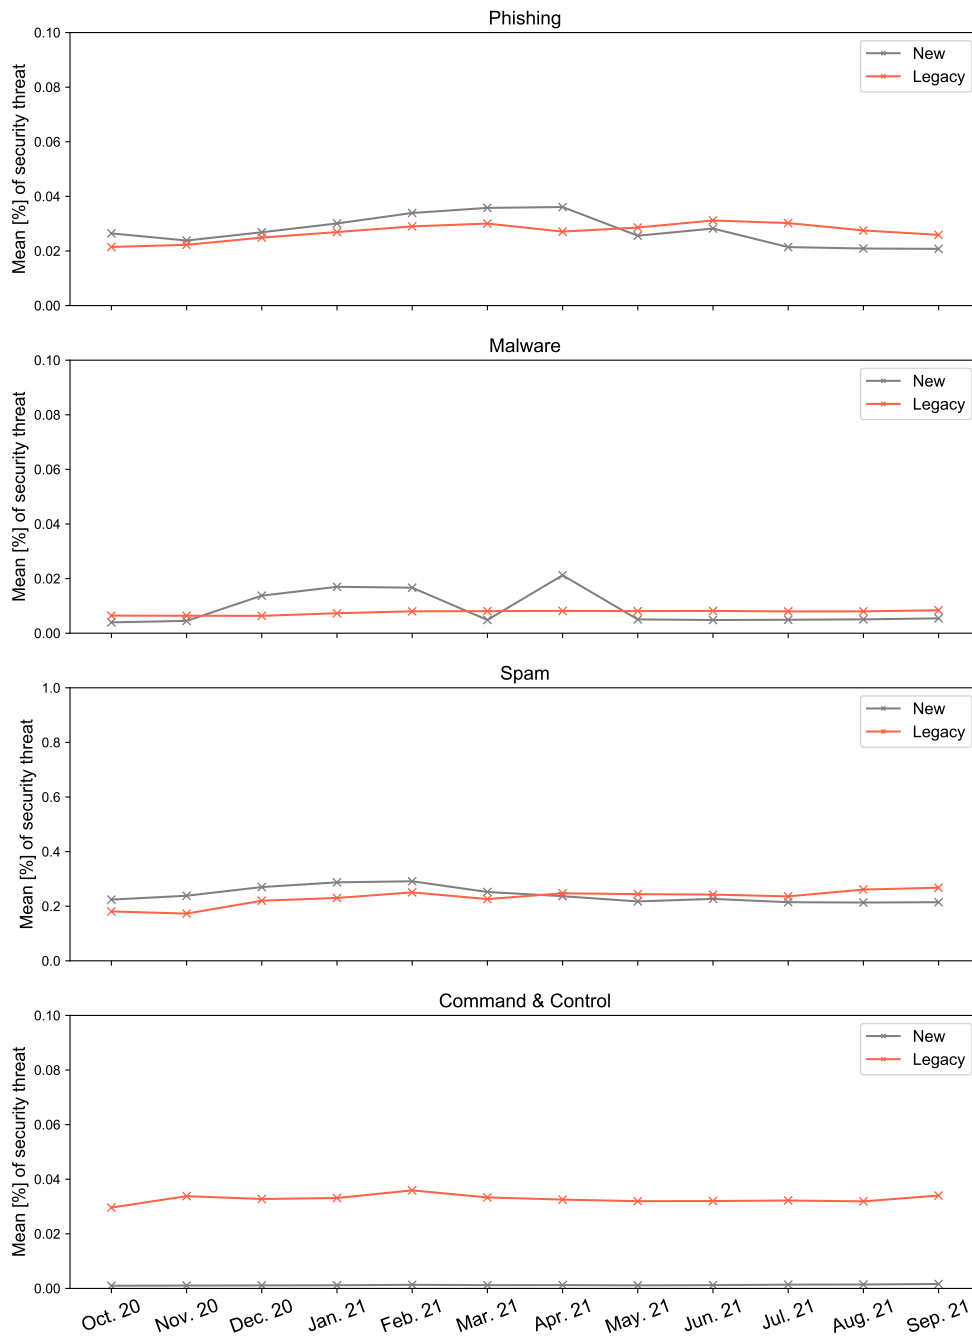 Phishing
Mean [%] of security threat
0.10
0.08
0.06
0.04
0.02
0.00
New
Legacy
Malware
Mean [%] of security threat
0.10
0.08
0.06
0.04
0.02
0.00
New
Legacy
Spam
Mean [%] of security threat
1.0
0.8
0.6
0.4
0.2
0.0
New
Legacy
Command & Control
Mean [%] of security threat
0.10
0.08
0.06
0.04
0.02
0.00
New
Legacy
Oct. 20 Nov. 20 Dec. 20 Jan. 21 Feb. 21 Mar. 21 Apr. 21 May. 21 Jun. 21 Jul. 21 Aug. 21 Sep. 21